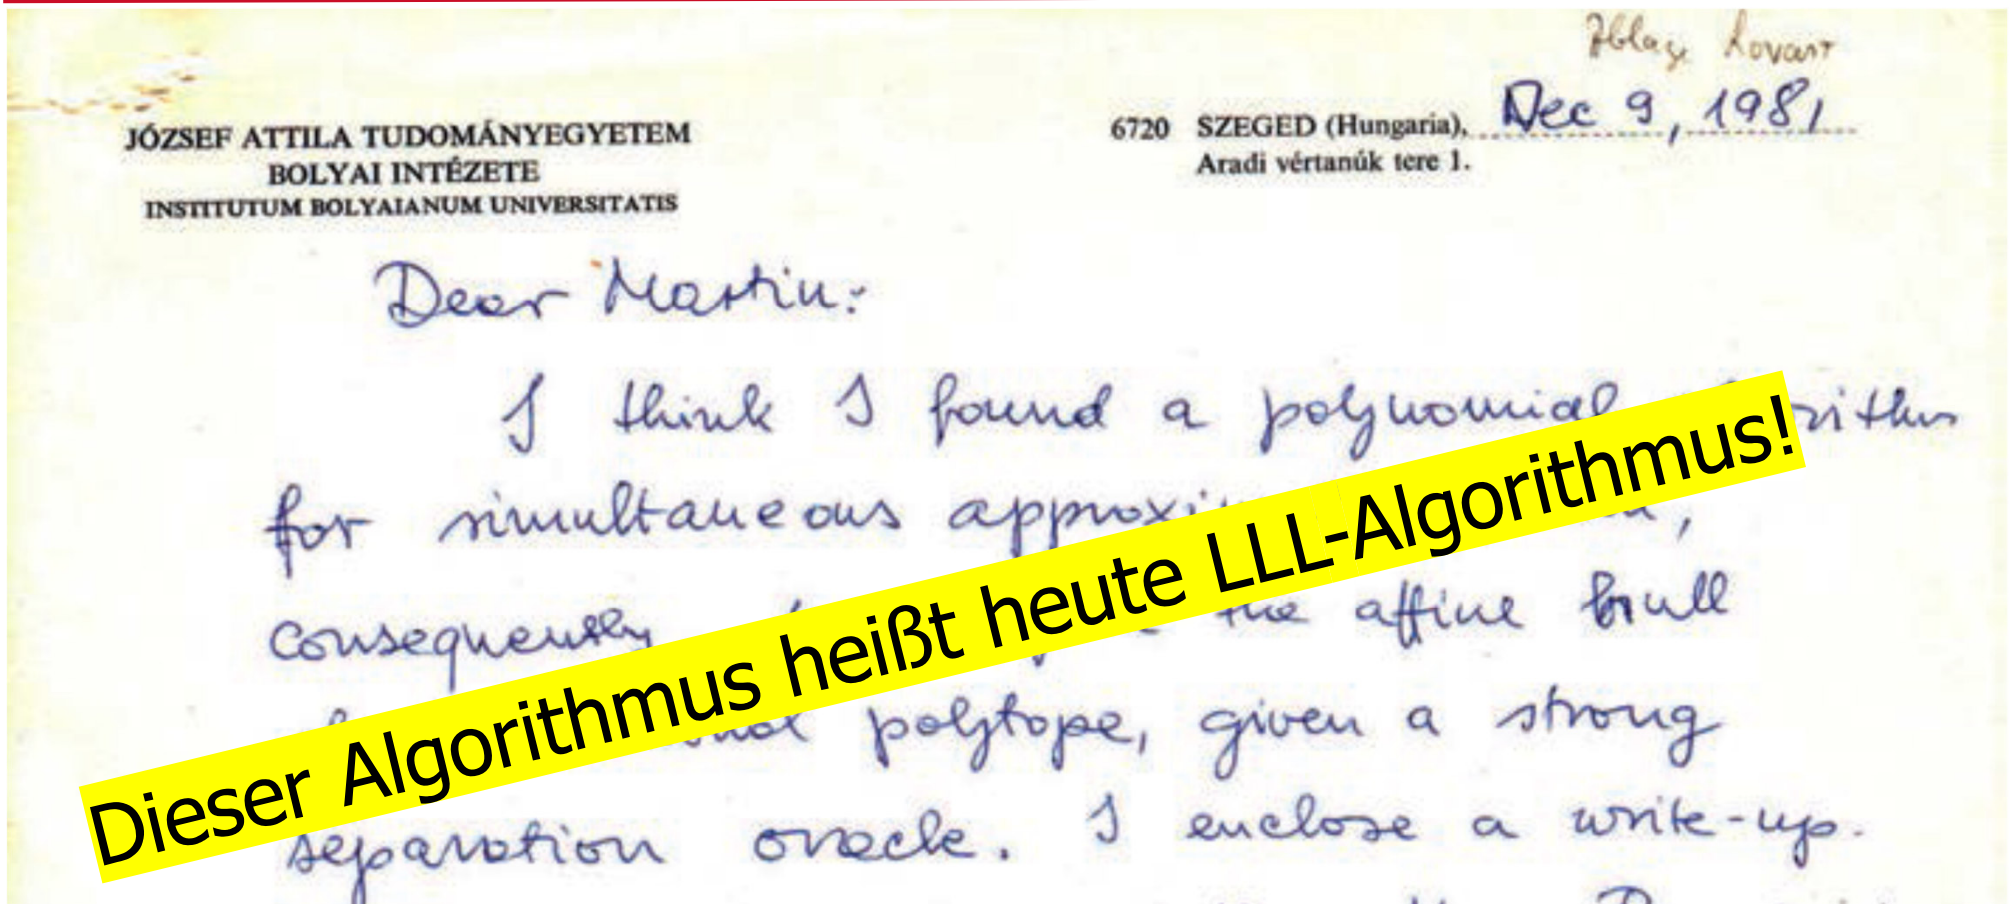 Lovász
JÓZSEF ATTILA TUDOMÁNYEGYETEM
BOLYAI INTÉZETE
INSTITUTUM BOLYAIANUM UNIVERSITATIS
6720 SZEGED (Hungaria), Dec 9, 1981
Aradi vértanúk tere 1.
Dear Martin:
I think I found a polynomial
for simultaneous
consequently the affine hull
polytope, given a strong
separation oracle. I enclose a write-up.
Dieser Algorithmus heißt heute LLL-Algorithmus!